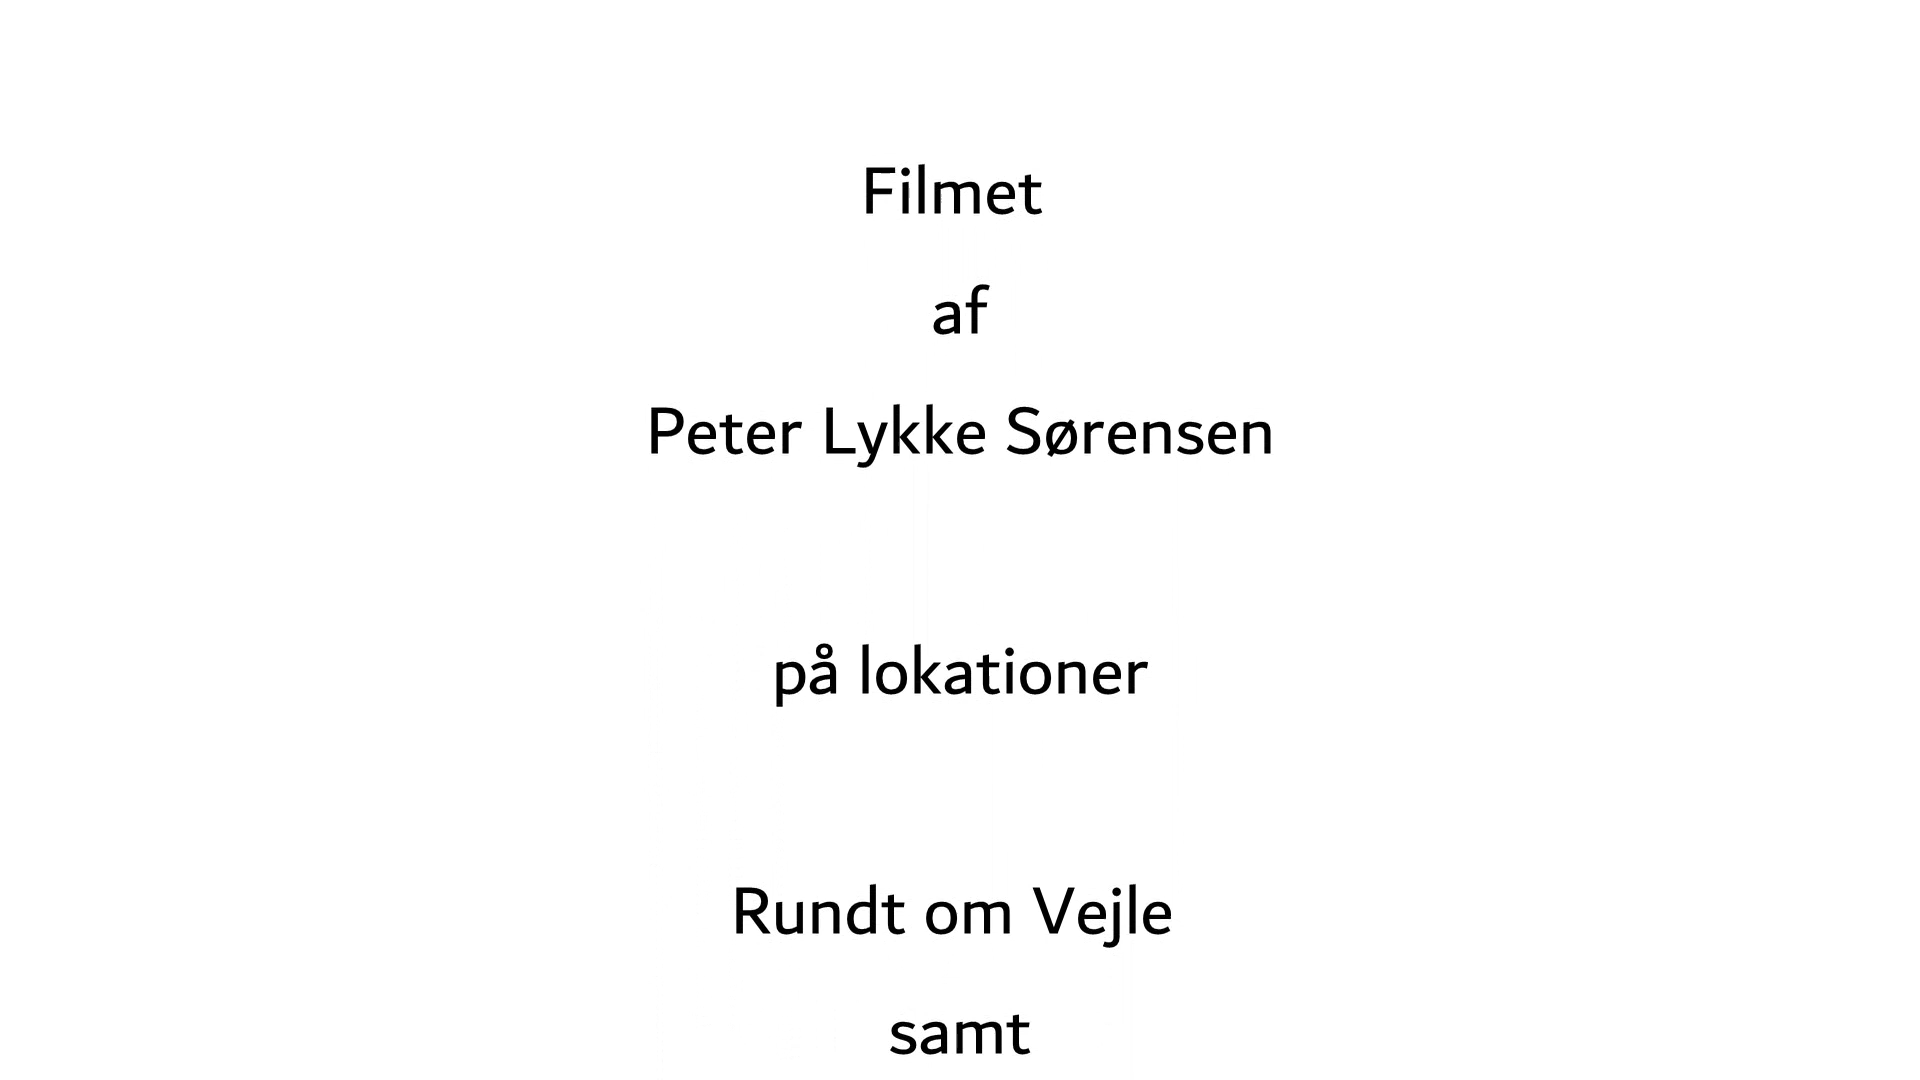 Filmet
af
Peter Lykke Sørensen
på lokationer
Rundt om Vejle
samt